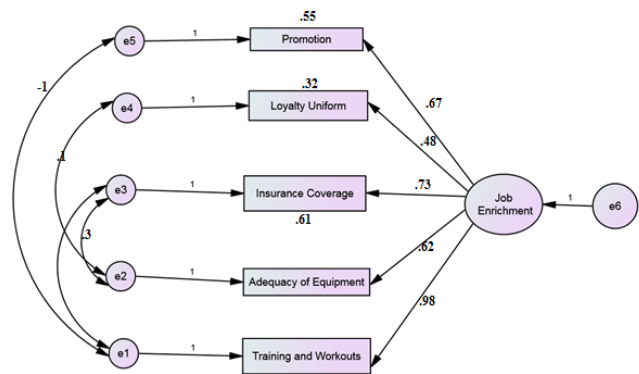 .55
e5
1
Promotion
-1
.67
.32
e4
1
Loyalty Uniform
.48
.1
e3
1
Insurance Coverage
.73
Job
Enrichment
1
e6
.61
.3
e2
1
Adequacy of Equipment
.62
.98
e1
1
Training and Workouts